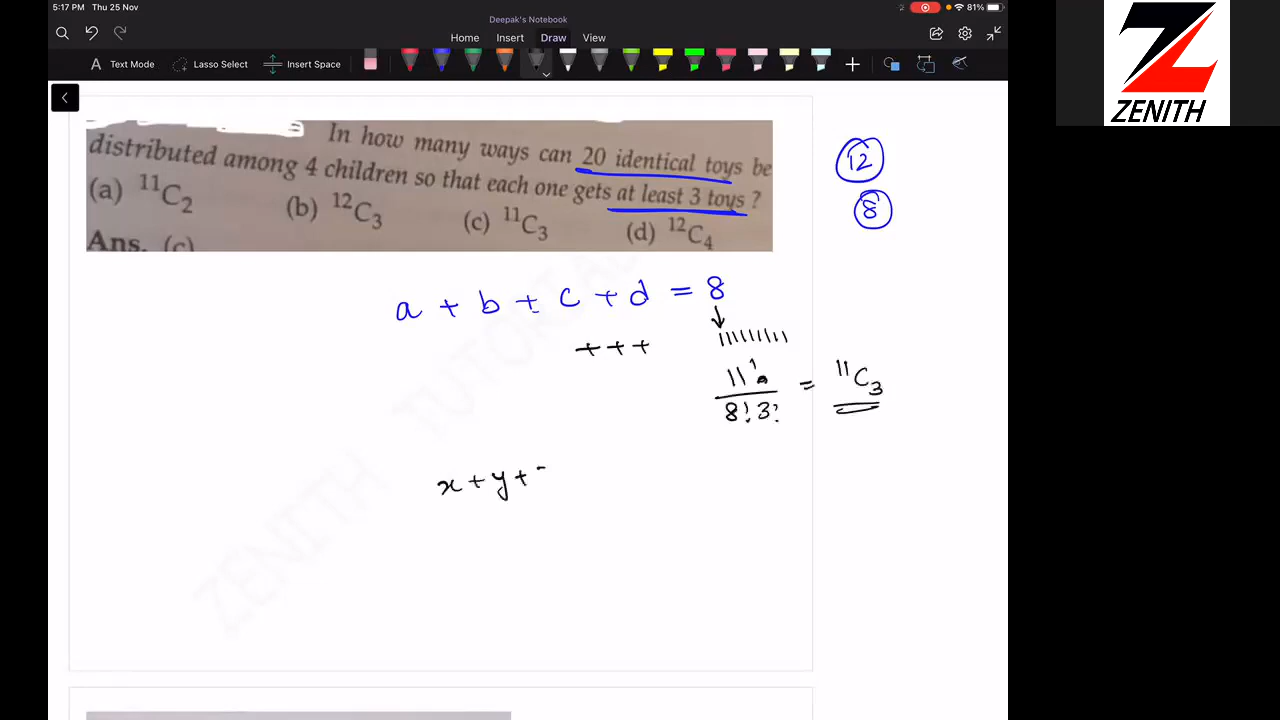 5:17 PM Thu 25 Nov
81%
Deepak's Notebook
Home Insert Draw View
Text Mode Lasso Select Insert Space
ZENITH
In how many ways can 20 identical toys be
distributed among 4 children so that each one gets at least 3 toys ?
(a) ¹¹C₂ (b) ¹²C₃ (c) ¹¹C₃ (d) ¹²C₄
Ans. (c)
12
8
a + b + c + d = 8
+ + +
11!
8! 3!
= ¹¹C₃
x + y +
ZENITH TUTORIAL